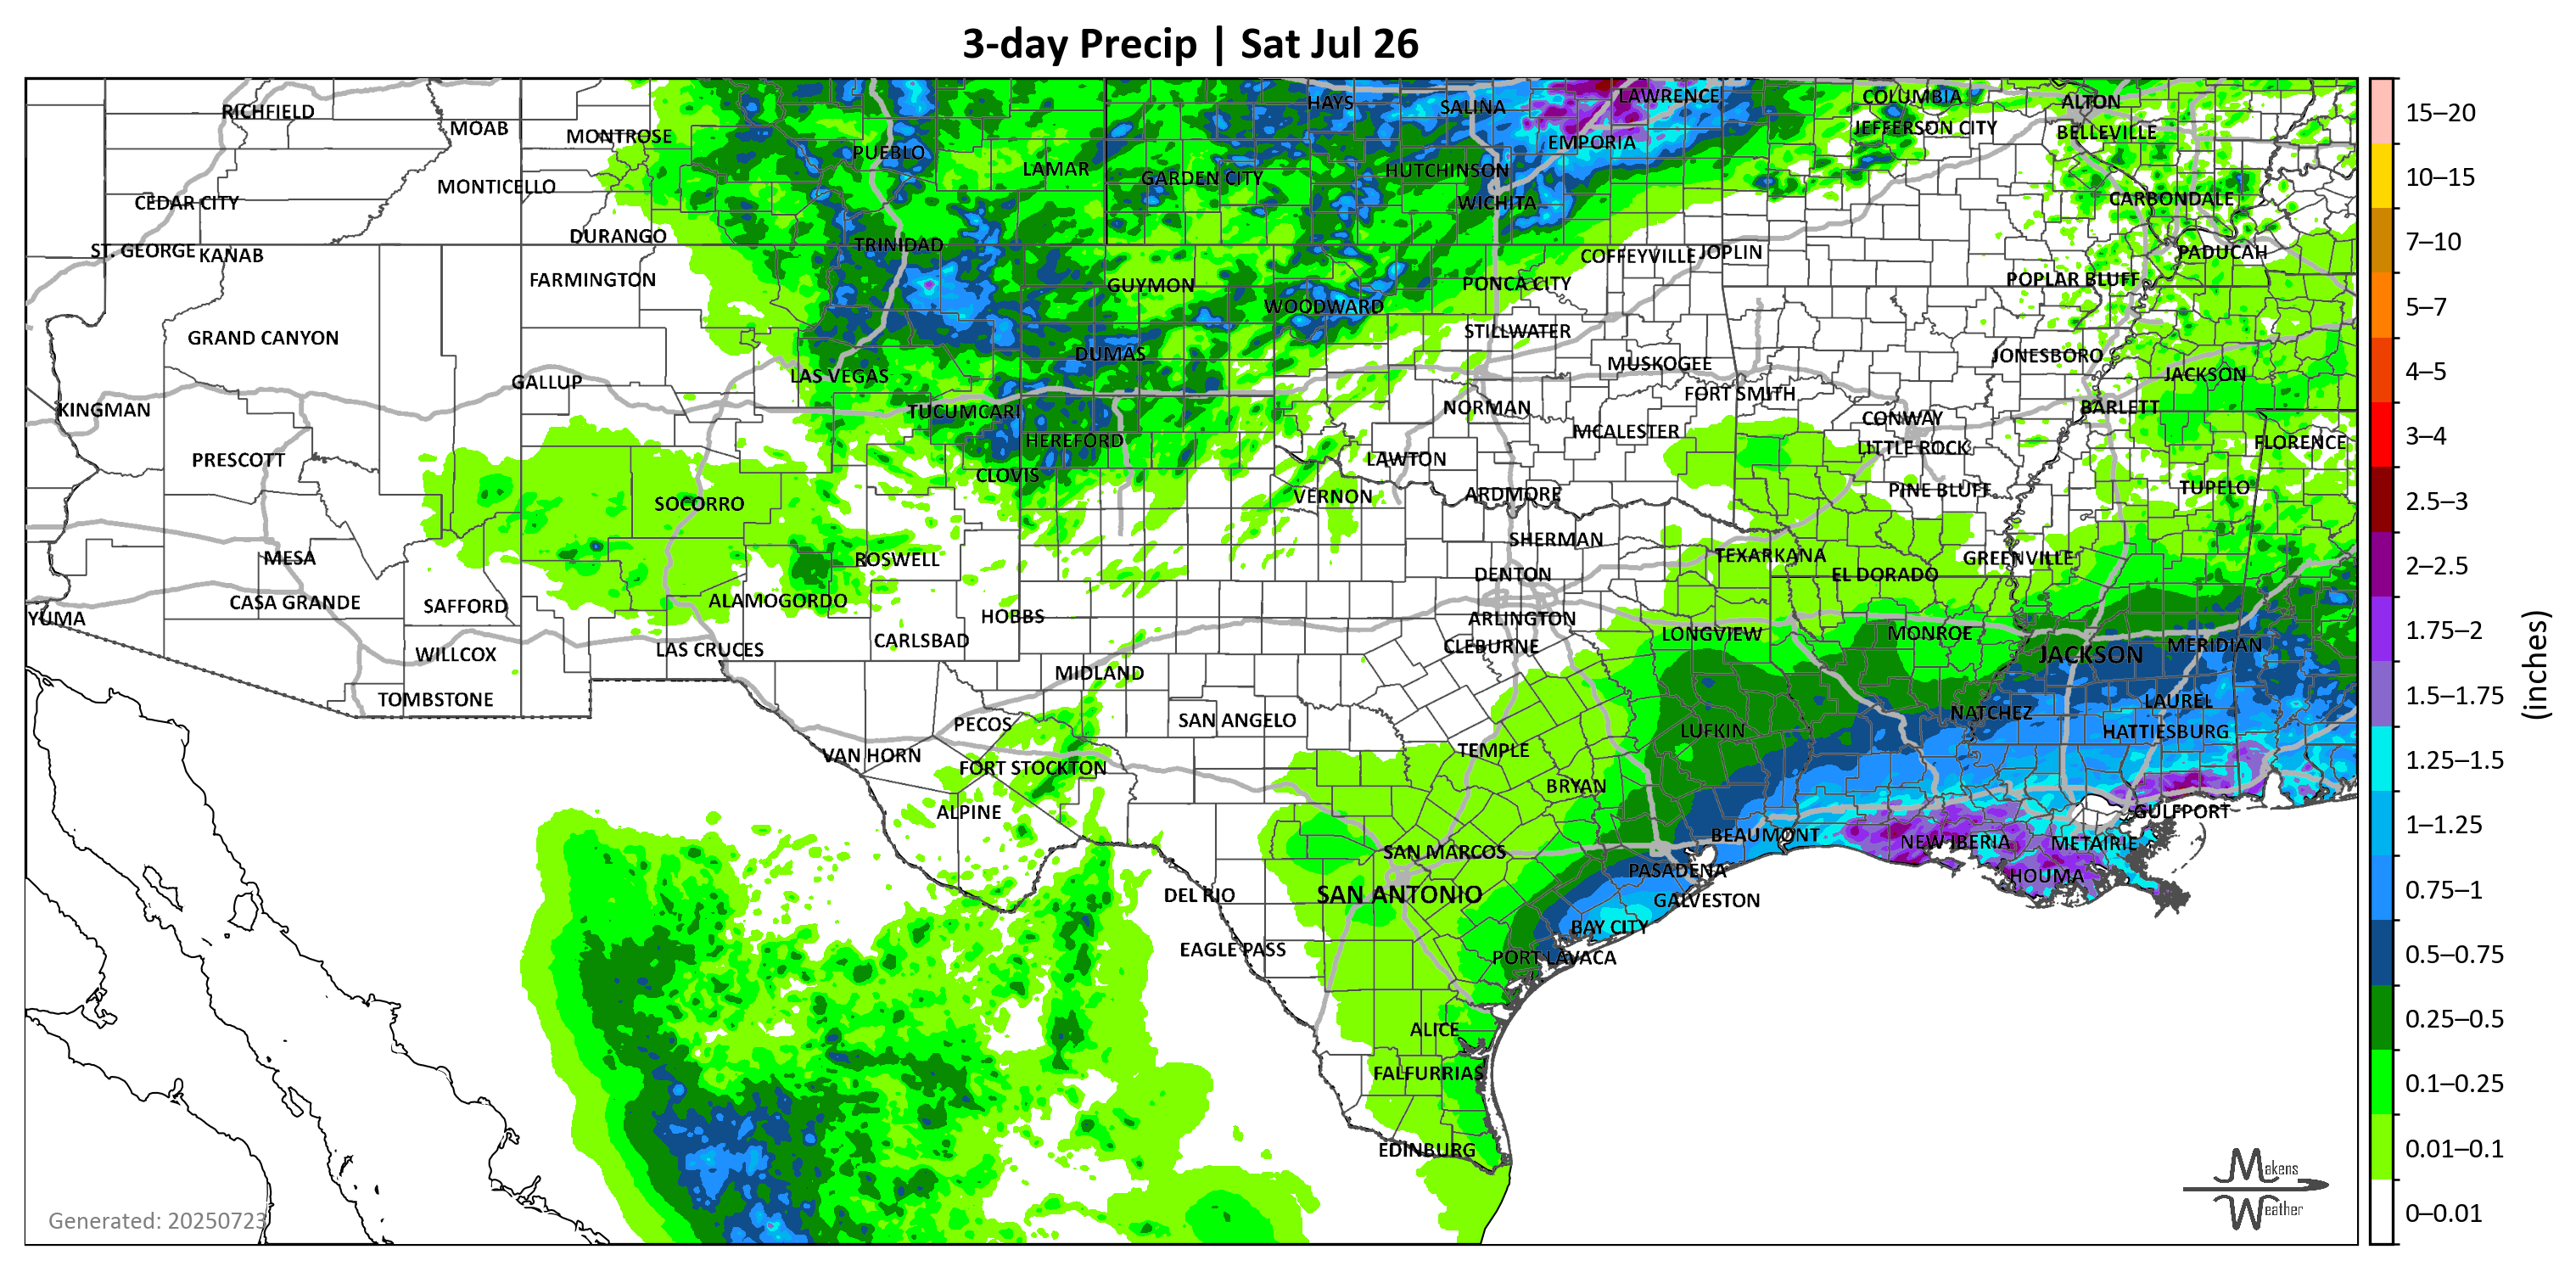 3-day Precip | Sat Jul 26
RICHFIELD
MOAB
MONTROSE
PUEBLO
LAMAR
HAYS
SALINA
LAWRENCE
COLUMBIA
ALTON
MONTICELLO
GARDEN CITY
HUTCHINSON
EMPORIA
JEFFERSON CITY
BELLEVILLE
CEDAR CITY
WICHITA
CARBONDALE
ST. GEORGE
KANAB
DURANGO
TRINIDAD
COFFEYVILLE
JOPLIN
PADUCAH
FARMINGTON
GUYMON
WOODWARD
PONCA CITY
POPLAR BLUFF
GRAND CANYON
DUMAS
STILLWATER
JONESBORO
GALLUP
LAS VEGAS
MUSKOGEE
JACKSON
KINGMAN
TUCUMCARI
NORMAN
FORT SMITH
CONWAY
BARLETT
PRESCOTT
HEREFORD
LAWTON
MCALESTER
LITTLE ROCK
FLORENCE
CLOVIS
SOCORRO
VERNON
ARDMORE
PINE BLUFF
TUPELO
MESA
ROSWELL
SHERMAN
TEXARKANA
GREENVILLE
DENTON
EL DORADO
CASA GRANDE
SAFFORD
ALAMOGORDO
YUMA
HOBBS
ARLINGTON
WILLCOX
LAS CRUCES
CARLSBAD
CLEBURNE
LONGVIEW
MONROE
JACKSON
MERIDIAN
TOMBSTONE
MIDLAND
PECOS
SAN ANGELO
NATCHEZ
LAUREL
VAN HORN
FORT STOCKTON
TEMPLE
LUFKIN
HATTIESBURG
ALPINE
BRYAN
GULFPORT
SAN MARCOS
BEAUMONT
NEW IBERIA
METAIRIE
DEL RIO
SAN ANTONIO
PASADENA
HOUMA
GALVESTON
EAGLE PASS
BAY CITY
PORT LAVACA
ALICE
FALFURRIAS
EDINBURG
15–20
10–15
7–10
5–7
4–5
3–4
2.5–3
2–2.5
1.75–2
1.5–1.75
1.25–1.5
1–1.25
0.75–1
0.5–0.75
0.25–0.5
0.1–0.25
0.01–0.1
0–0.01
(inches)
Makens
Weather
Generated: 20250723